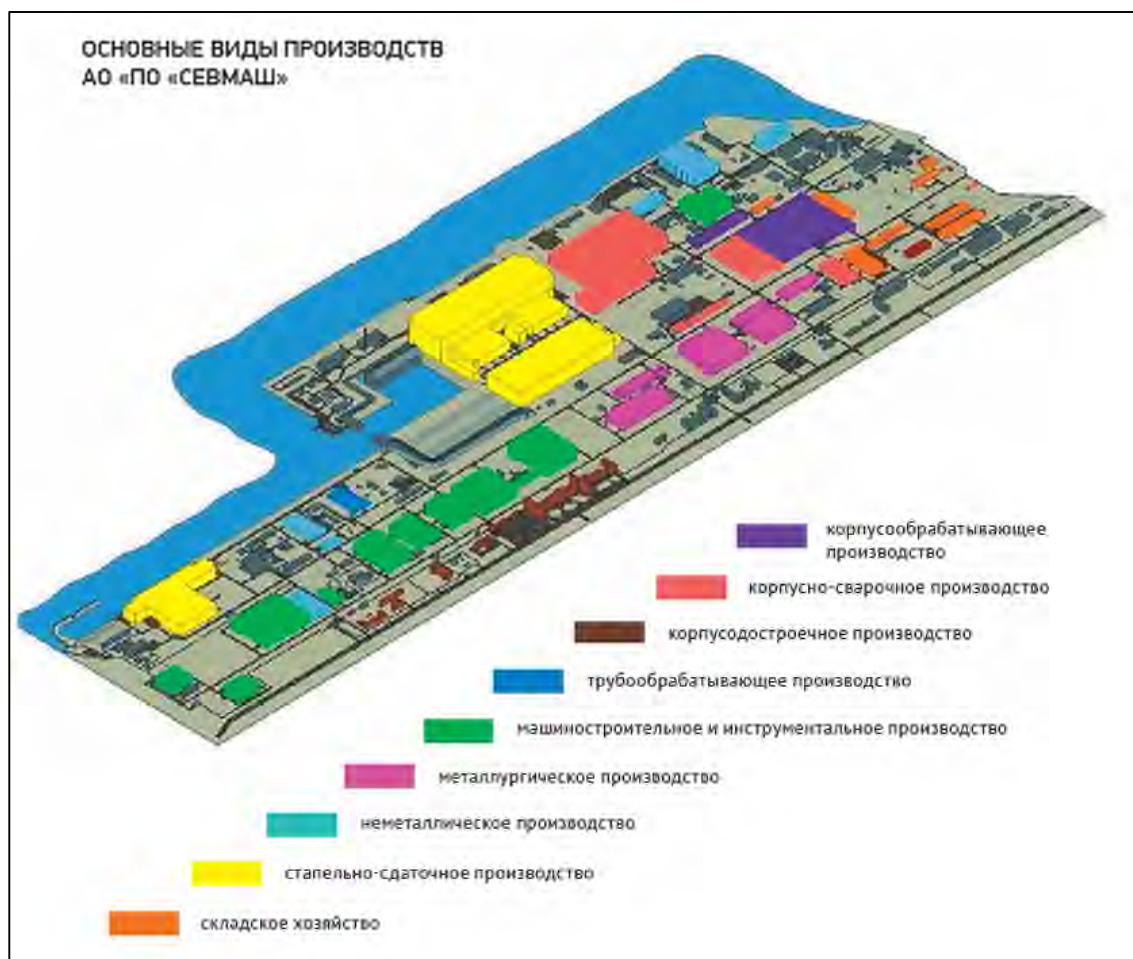 ОСНОВНЫЕ ВИДЫ ПРОИЗВОДСТВ
АО «ПО «СЕВМАШ»
корпусообрабатывающее
производство
корпусно-сварочное производство
корпусодостроечное производство
трубообрабатывающее производство
машиностроительное и инструментальное производство
металлургическое производство
неметаллическое производство
стапельно-сдаточное производство
складское хозяйство